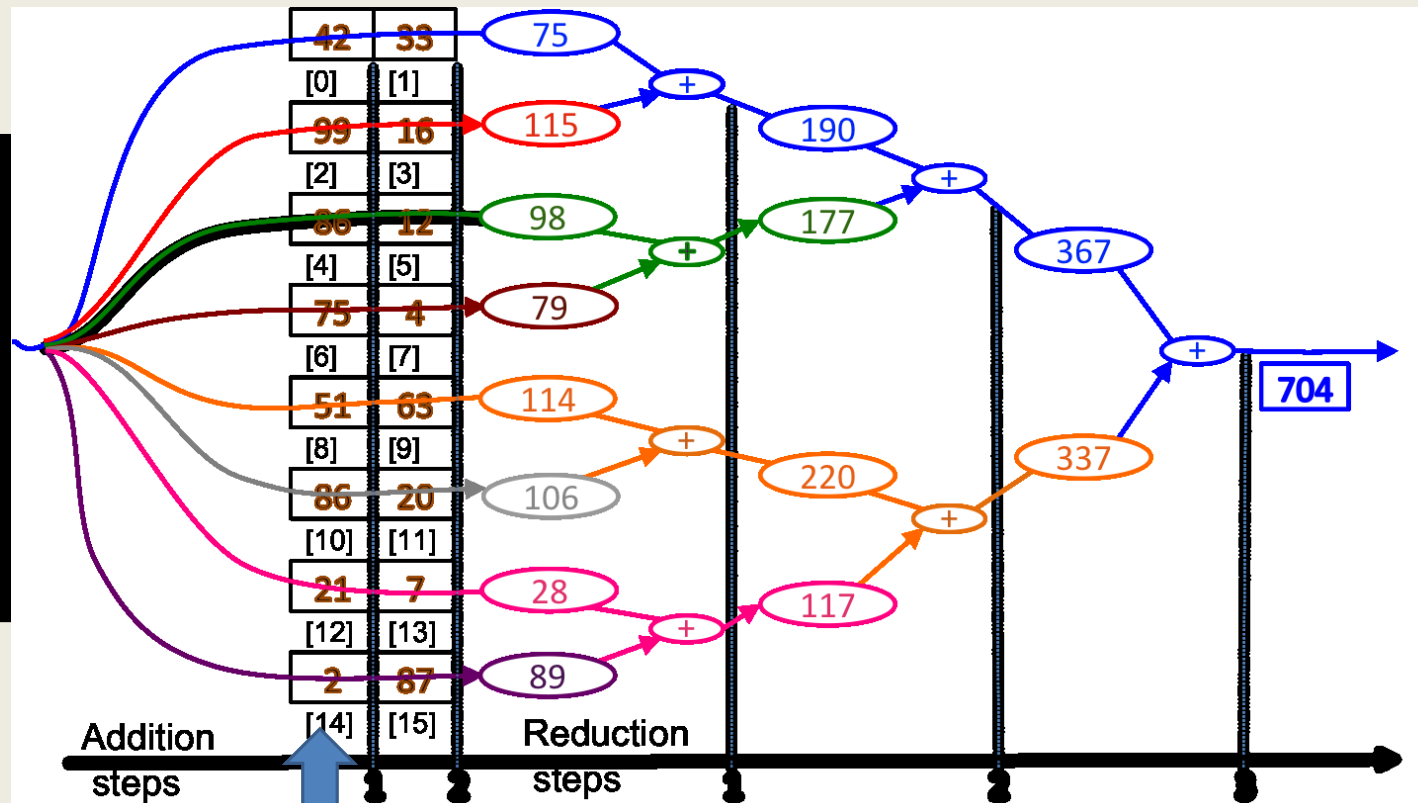 42 33 75
+
[0] [1]
99 16 115 190
[2] [3]
+
86 12 98 177
+
367
[4] [5]
75 4 79
[6] [7]
+
704
51 63 114
+
[8] [9]
337
86 20 106 220
+
[10] [11]
21 7 28 117
+
[12] [13]
2 87 89
[14] [15]
Addition
steps
Reduction
steps
1 2 1 2 3